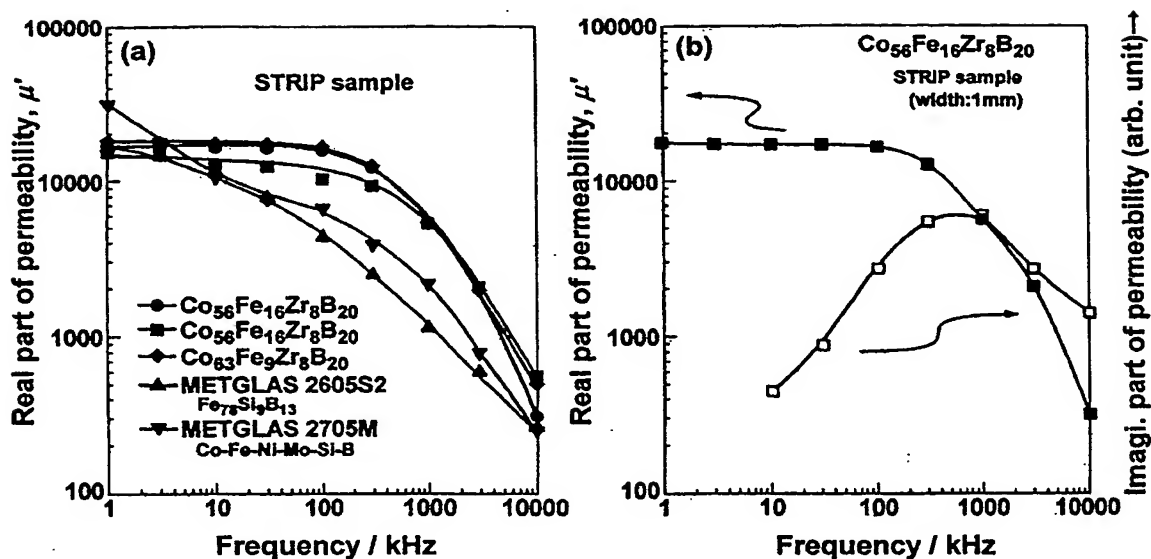 (a)
STRIP sample
Real part of permeability, μ'
100000
10000
1000
100
Co56Fe16Zr8B20
Co56Fe16Zr8B20
Co63Fe9Zr8B20
METGLAS 2605S2
Fe78Si9B13
METGLAS 2705M
Co-Fe-Ni-Mo-Si-B
1 10 100 1000 10000
Frequency / kHz
(b)
Co56Fe16Zr8B20
STRIP sample
(width:1mm)
Real part of permeability, μ'
100000
10000
1000
100
1 10 100 1000 10000
Frequency / kHz
Imagi. part of permeability (arb. unit)→